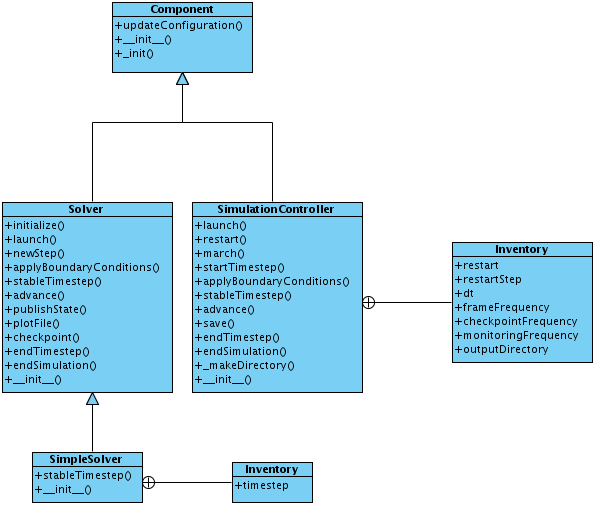 Component
+updateConfiguration()
+__init__()
+_init()
Solver
+initialize()
+launch()
+newStep()
+applyBoundaryConditions()
+stableTimestep()
+advance()
+publishState()
+plotFile()
+checkpoint()
+endTimestep()
+endSimulation()
+__init__()
SimulationController
+launch()
+restart()
+march()
+startTimestep()
+applyBoundaryConditions()
+stableTimestep()
+advance()
+save()
+endTimestep()
+endSimulation()
+_makeDirectory()
+__init__()
Inventory
+restart
+restartStep
+dt
+frameFrequency
+checkpointFrequency
+monitoringFrequency
+outputDirectory
SimpleSolver
+stableTimestep()
+__init__()
Inventory
+timestep